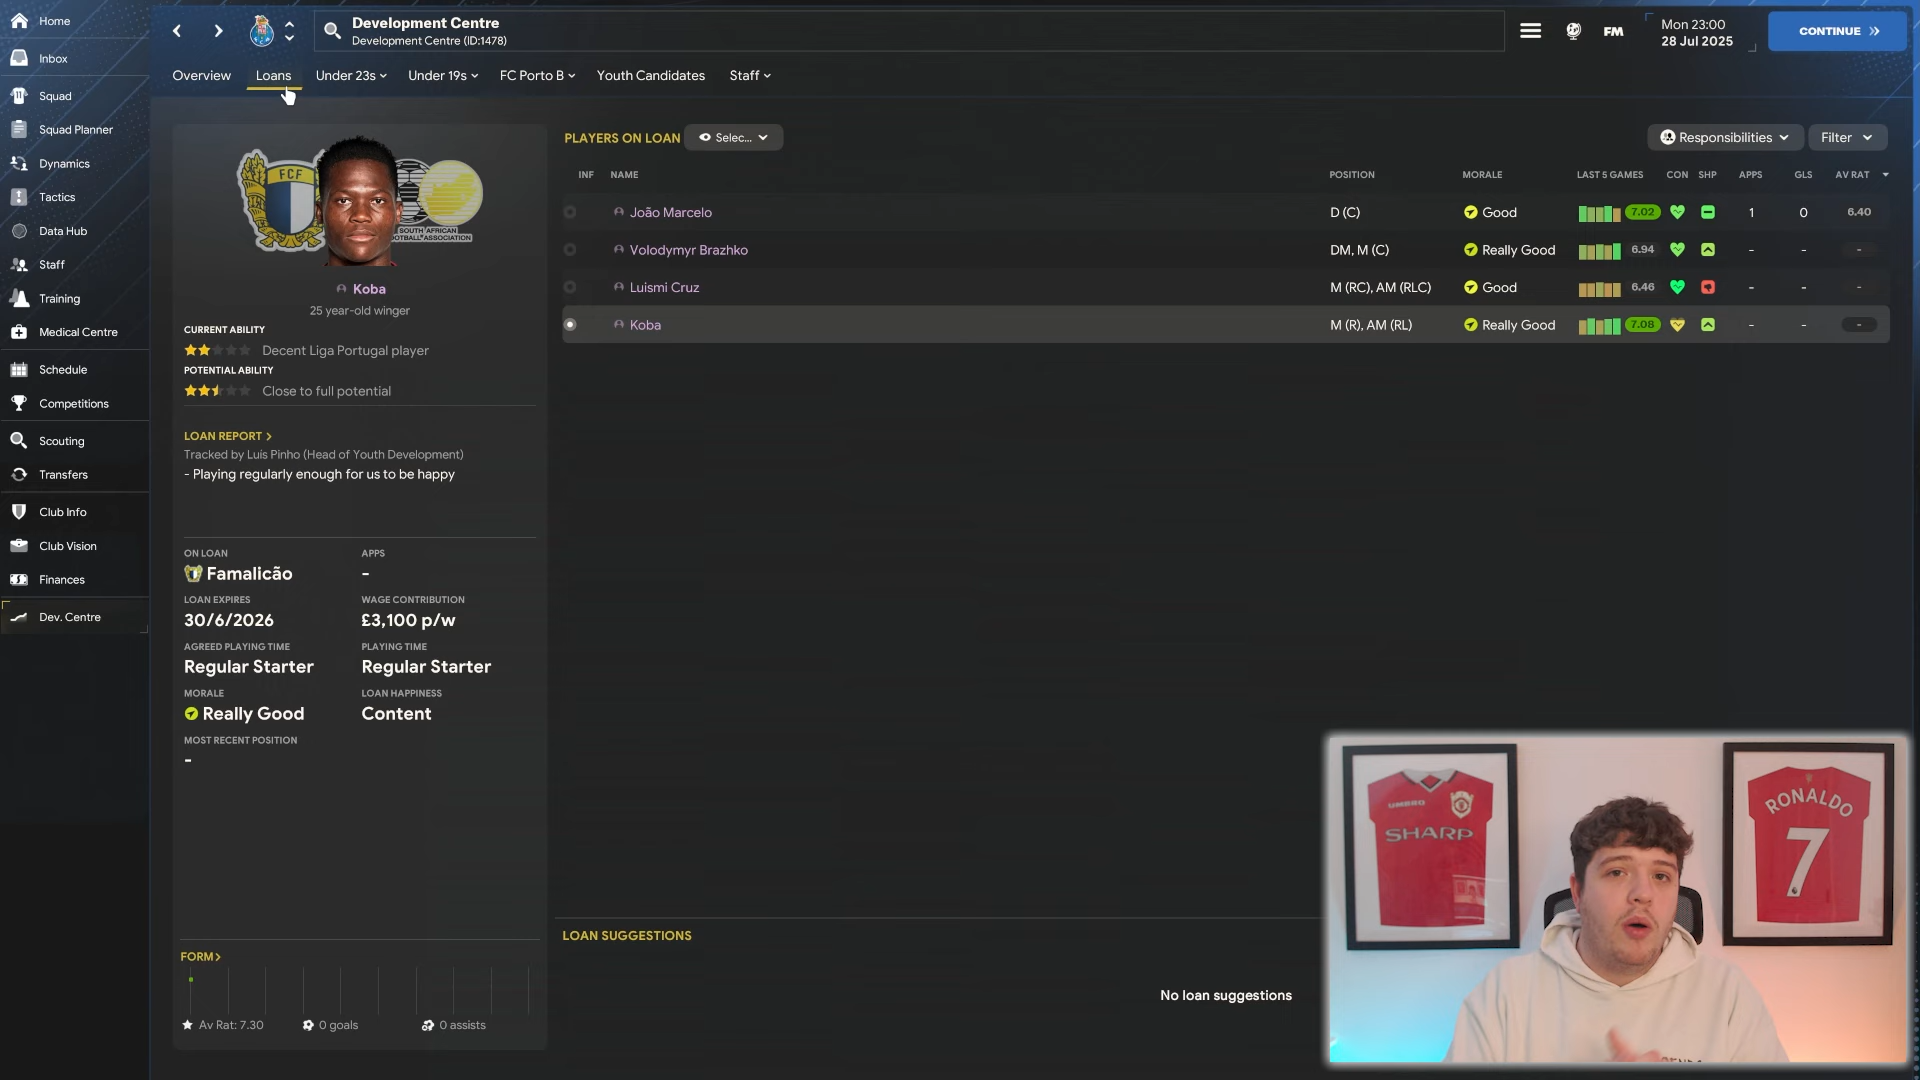 Home
Inbox
Squad
Squad Planner
Dynamics
Tactics
Data Hub
Staff
Training
Medical Centre
Schedule
Competitions
Scouting
Transfers
Club Info
Club Vision
Finances
Dev. Centre
Development Centre
Development Centre (ID:1478)
FM
Mon 23:00
28 Jul 2025
CONTINUE
Overview Loans Under 23s Under 19s FC Porto B Youth Candidates Staff
FCF
SOUTH AFRICAN
FOOTBALL ASSOCIATION
Koba
25 year-old winger
CURRENT ABILITY
Decent Liga Portugal player
POTENTIAL ABILITY
Close to full potential
LOAN REPORT >
Tracked by Luís Pinho (Head of Youth Development)
- Playing regularly enough for us to be happy
ON LOAN APPS
Famalicão -
LOAN EXPIRES WAGE CONTRIBUTION
30/6/2026 £3,100 p/w
AGREED PLAYING TIME PLAYING TIME
Regular Starter Regular Starter
MORALE LOAN HAPPINESS
Really Good Content
MOST RECENT POSITION
-
FORM >
Av Rat: 7.30 0 goals 0 assists
PLAYERS ON LOAN Selec... Responsibilities Filter
INF NAME POSITION MORALE LAST 5 GAMES CON SHP APPS GLS AV RAT
João Marcelo D (C) Good 7.02 1 0 6.40
Volodymyr Brazhko DM, M (C) Really Good 6.94 - - -
Luismi Cruz M (RC), AM (RLC) Good 6.46 - - -
Koba M (R), AM (RL) Really Good 7.08 - - -
LOAN SUGGESTIONS
No loan suggestions
UMBRO
SHARP
RONALDO
7